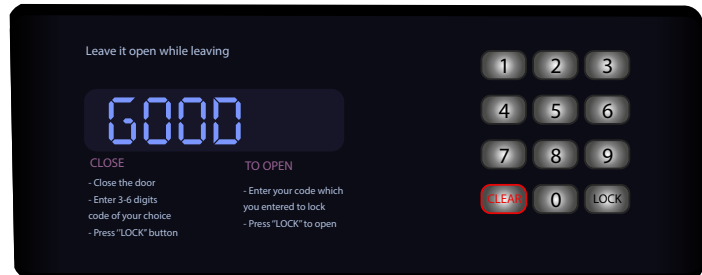 Leave it open while leaving
GOOD
CLOSE
- Close the door
- Enter 3-6 digits
code of your choice
- Press "LOCK" button
TO OPEN
- Enter your code which
you entered to lock
- Press "LOCK" to open
1 2 3
4 5 6
7 8 9
CLEAR 0 LOCK